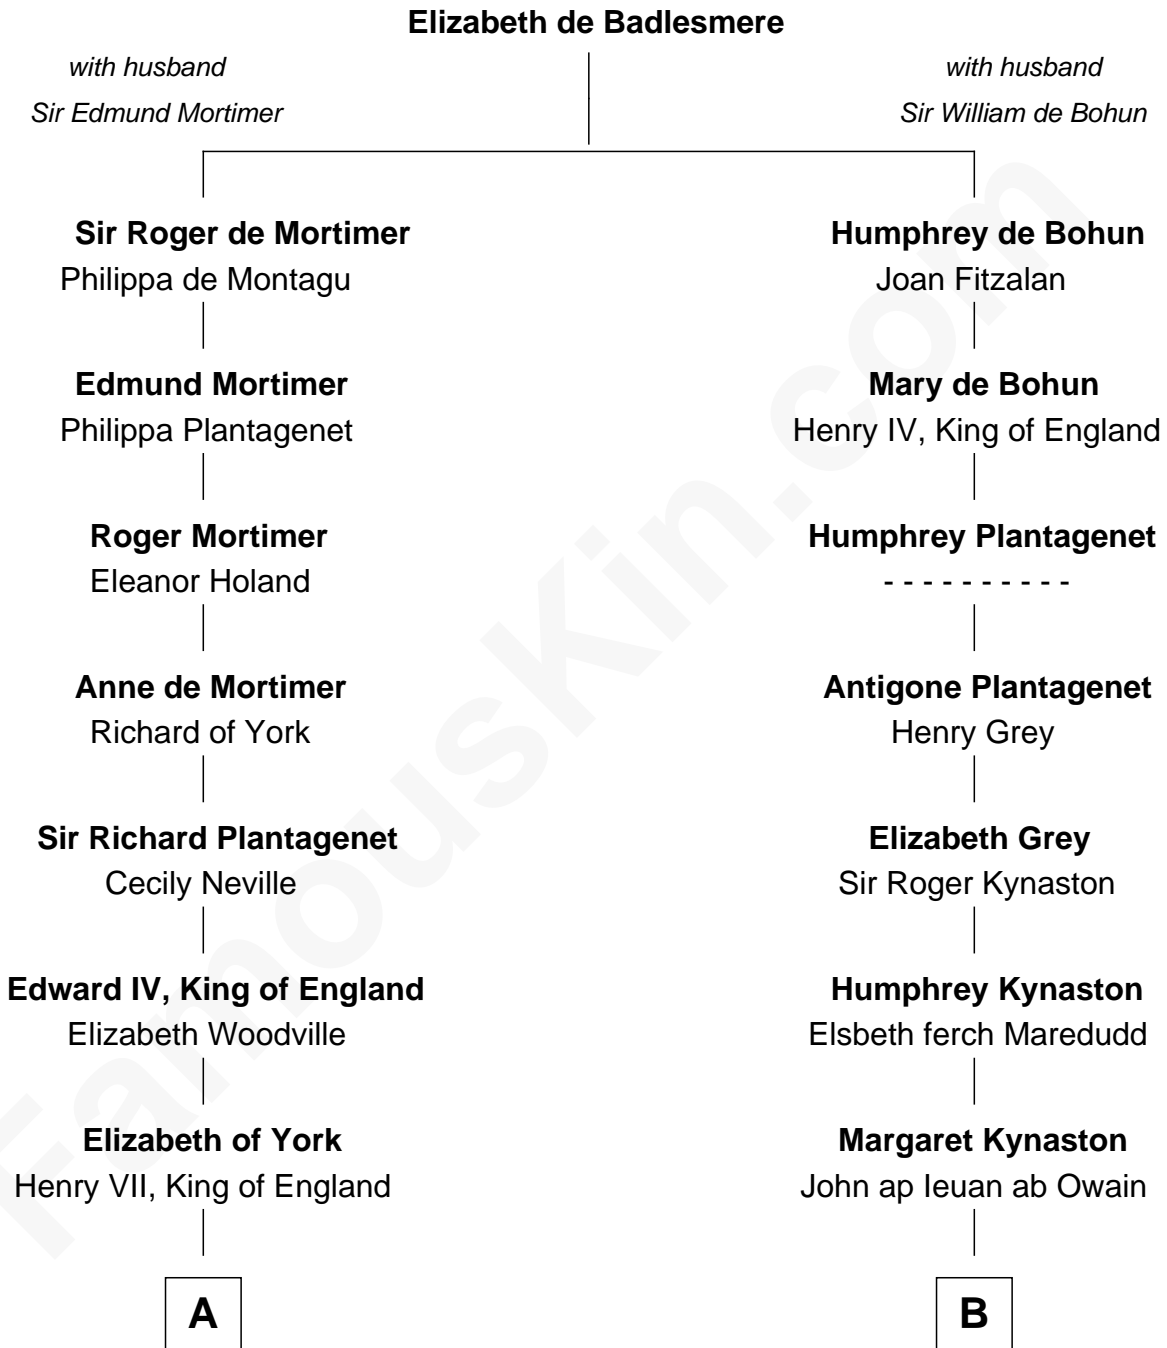 Elizabeth de Badlesmere
with husband
Sir Edmund Mortimer
with husband
Sir William de Bohun
Sir Roger de Mortimer
Philippa de Montagu
Humphrey de Bohun
Joan Fitzalan
Edmund Mortimer
Philippa Plantagenet
Mary de Bohun
Henry IV, King of England
Roger Mortimer
Eleanor Holand
Humphrey Plantagenet
- - - - - - - - - -
Anne de Mortimer
Richard of York
Antigone Plantagenet
Henry Grey
Sir Richard Plantagenet
Cecily Neville
Elizabeth Grey
Sir Roger Kynaston
Edward IV, King of England
Elizabeth Woodville
Humphrey Kynaston
Elsbeth ferch Maredudd
Elizabeth of York
Henry VII, King of England
Margaret Kynaston
John ap Ieuan ab Owain
A
B
FamousKin.com